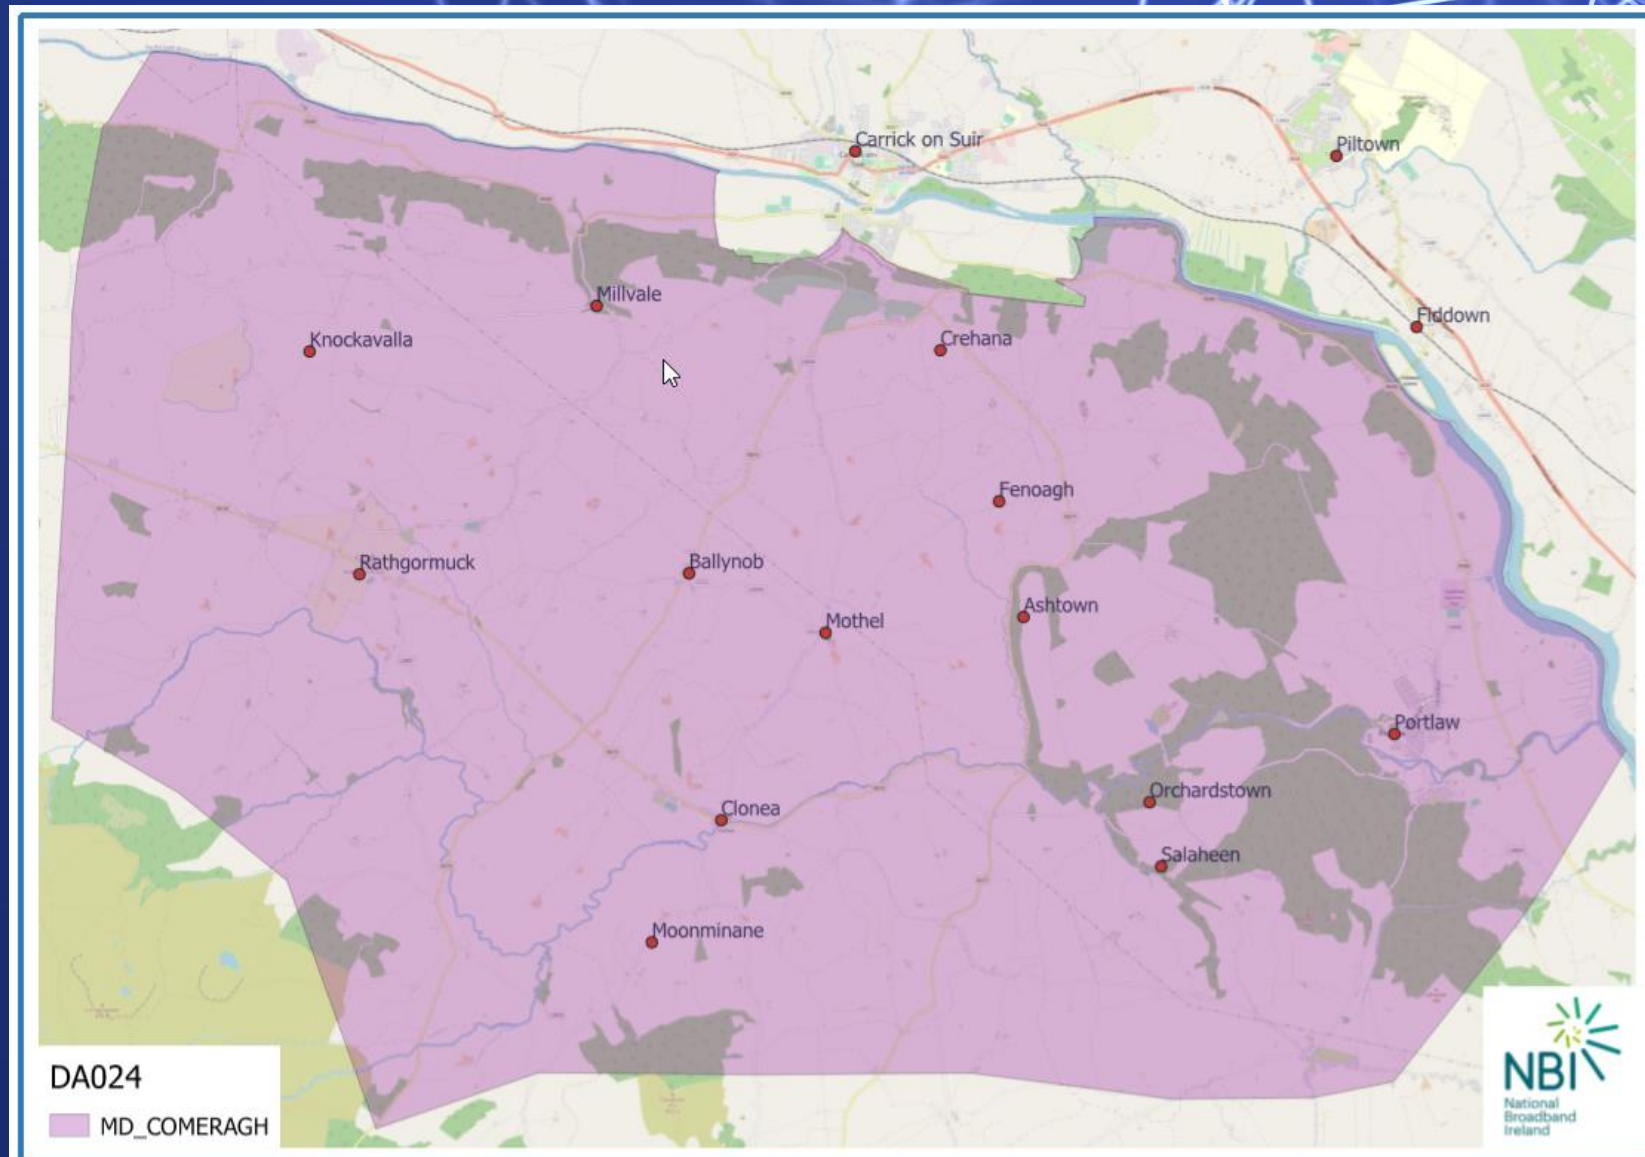 Carrick on Suir
Piltown
Millvale
Fiddown
Knockavalla
Crehana
Fenoagh
Rathgormuck
Ballynob
Ashtown
Mothel
Portlaw
Orchardstown
Clonea
Salaheen
Moonminane
DA024
MD_COMERAGH
NBI
National
Broadband
Ireland